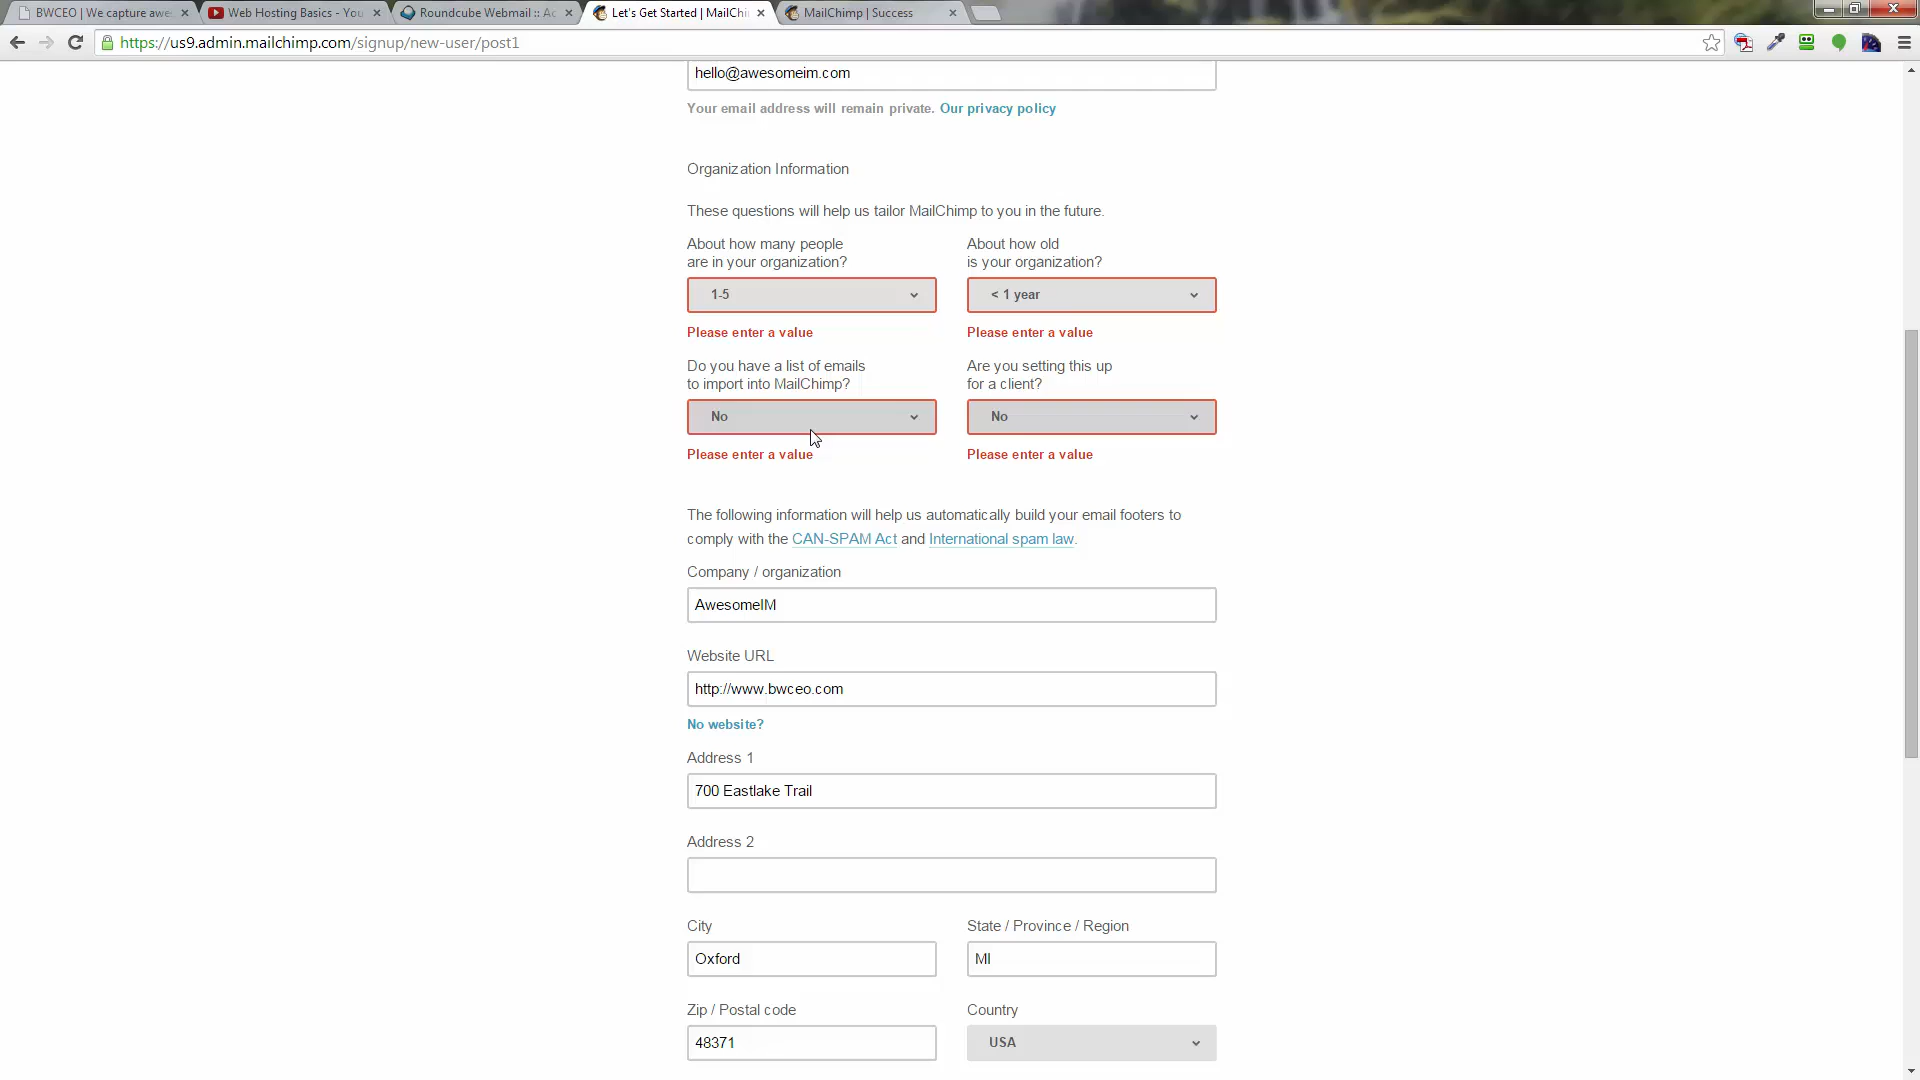 BWCEO | We capture awe
Web Hosting Basics - You
Roundcube Webmail :: Ac
Let's Get Started | MailChi
MailChimp | Success
https://us9.admin.mailchimp.com/signup/new-user/post1
hello@awesomeim.com
Your email address will remain private. Our privacy policy
Organization Information
These questions will help us tailor MailChimp to you in the future.
About how many people
are in your organization?
About how old
is your organization?
1-5
< 1 year
Please enter a value
Please enter a value
Do you have a list of emails
to import into MailChimp?
Are you setting this up
for a client?
No
No
Please enter a value
Please enter a value
The following information will help us automatically build your email footers to
comply with the CAN-SPAM Act and International spam law.
Company / organization
AwesomeIM
Website URL
http://www.bwceo.com
No website?
Address 1
700 Eastlake Trail
Address 2
City
State / Province / Region
Oxford
MI
Zip / Postal code
Country
48371
USA